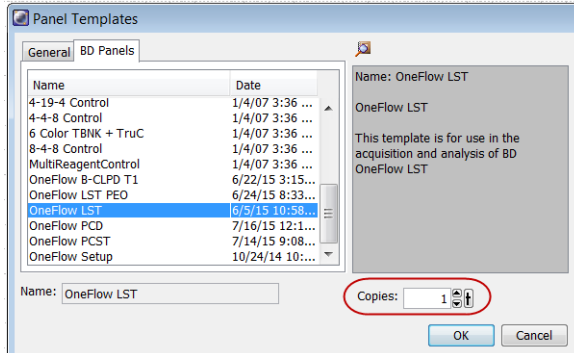 Panel Templates
General BD Panels
Name Date
4-19-4 Control 1/4/07 3:36 ...
4-4-8 Control 1/4/07 3:36 ...
6 Color TBNK + TruC 1/4/07 3:36 ...
8-4-8 Control 1/4/07 3:36 ...
MultiReagentControl 1/4/07 3:36 ...
OneFlow B-CLPD T1 6/22/15 3:15...
OneFlow LST PEO 6/24/15 8:33...
OneFlow LST 6/5/15 10:58...
OneFlow PCD 7/16/15 12:1...
OneFlow PCST 7/14/15 9:08...
OneFlow Setup 10/24/14 10:...
Name: OneFlow LST
Name: OneFlow LST
OneFlow LST
This template is for use in the
acquisition and analysis of BD
OneFlow LST
Copies: 1
OK Cancel